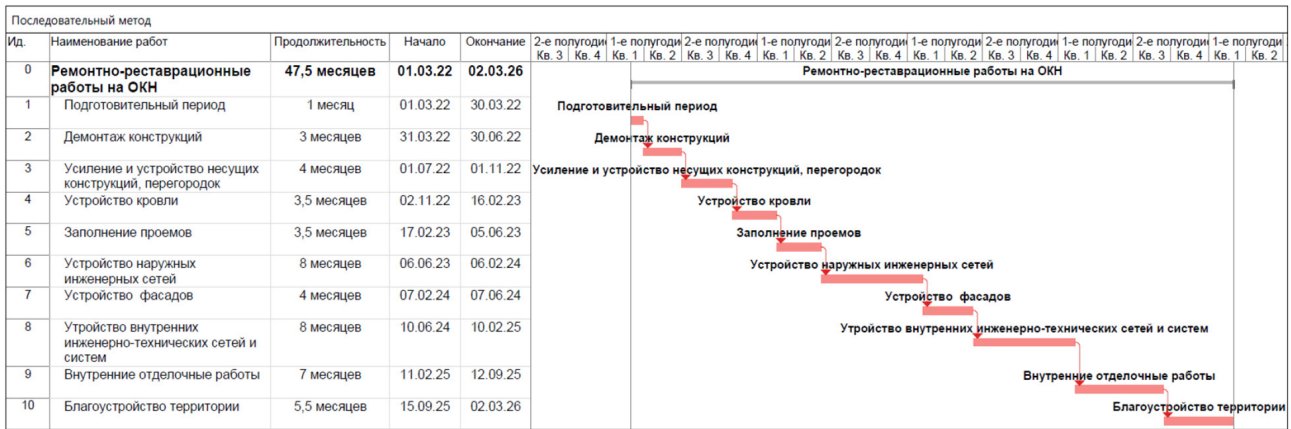 Последовательный метод
Ид. Наименование работ Продолжительность Начало Окончание 2-е полугоди 1-е полугоди 2-е полугоди 1-е полугоди 2-е полугоди 1-е полугоди 2-е полугоди 1-е полугоди 2-е полугоди 1-е полугоди
Кв. 3 Кв. 4 Кв. 1 Кв. 2 Кв. 3 Кв. 4 Кв. 1 Кв. 2 Кв. 3 Кв. 4 Кв. 1 Кв. 2 Кв. 3 Кв. 4 Кв. 1 Кв. 2 Кв. 3 Кв. 4 Кв. 1 Кв. 2
0 Ремонтно-реставрационные 47,5 месяцев 01.03.22 02.03.26 Ремонтно-реставрационные работы на ОКН
работы на ОКН
1 Подготовительный период 1 месяц 01.03.22 30.03.22 Подготовительный период
2 Демонтаж конструкций 3 месяцев 31.03.22 30.06.22 Демонтаж конструкций
3 Усиление и устройство несущих 4 месяцев 01.07.22 01.11.22 Усиление и устройство несущих конструкций, перегородок
конструкций, перегородок
4 Устройство кровли 3,5 месяцев 02.11.22 16.02.23 Устройство кровли
5 Заполнение проемов 3,5 месяцев 17.02.23 05.06.23 Заполнение проемов
6 Устройство наружных 8 месяцев 06.06.23 06.02.24 Устройство наружных инженерных сетей
инженерных сетей
7 Устройство фасадов 4 месяцев 07.02.24 07.06.24 Устройство фасадов
8 Утройство внутренних 8 месяцев 10.06.24 10.02.25 Утройство внутренних инженерно-технических сетей и систем
инженерно-технических сетей и
систем
9 Внутренние отделочные работы 7 месяцев 11.02.25 12.09.25 Внутренние отделочные работы
10 Благоустройство территории 5,5 месяцев 15.09.25 02.03.26 Благоустройство территории